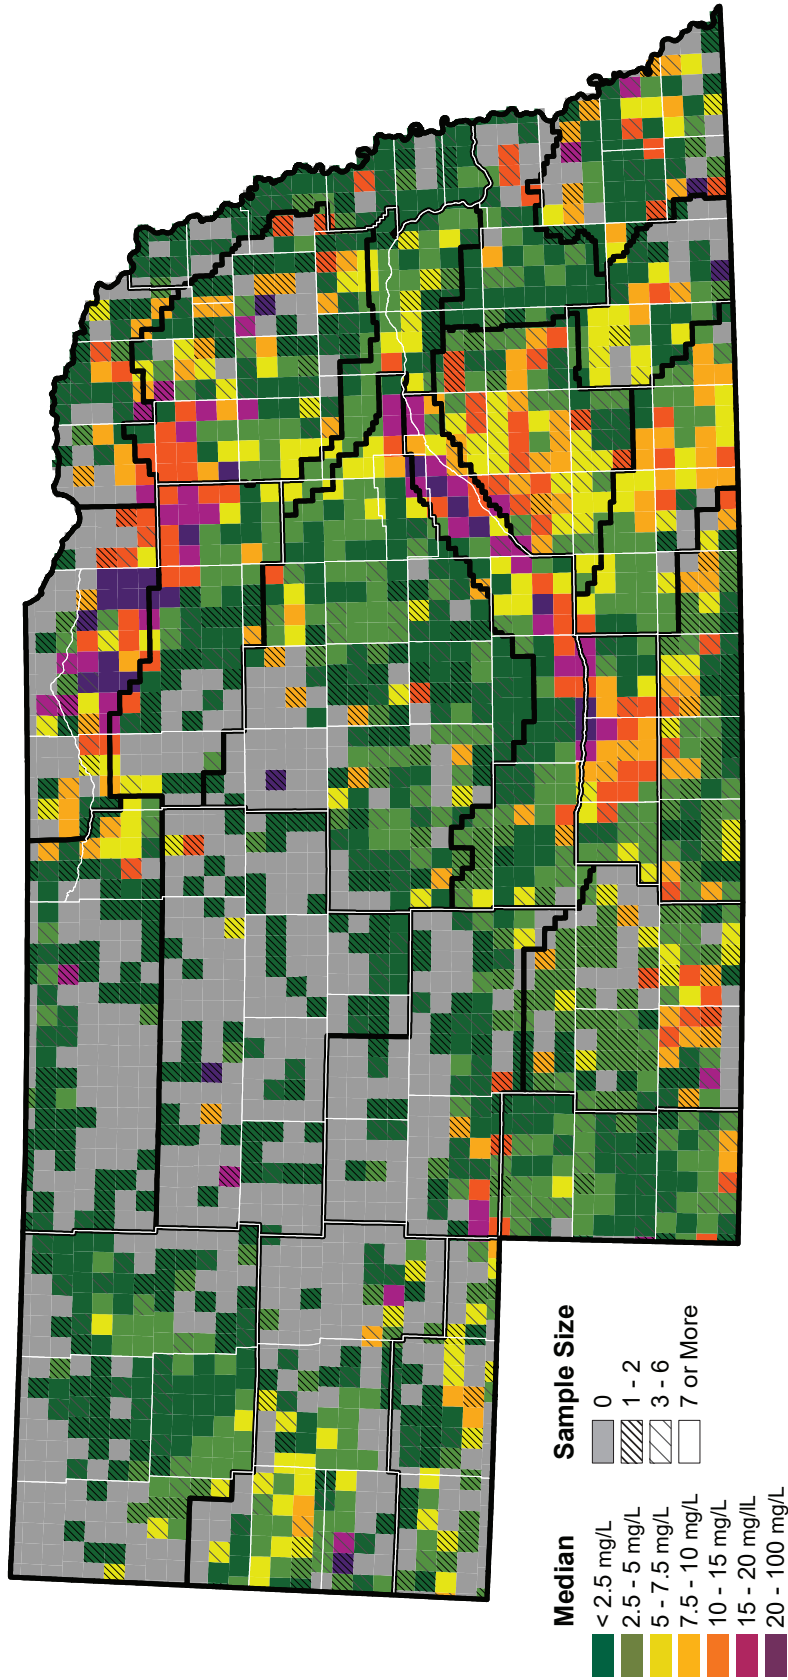 Median
< 2.5 mg/L
2.5 - 5 mg/L
5 - 7.5 mg/L
7.5 - 10 mg/L
10 - 15 mg/L
15 - 20 mg/lL
20 - 100 mg/L
Sample Size
0
1 - 2
3 - 6
7 or More